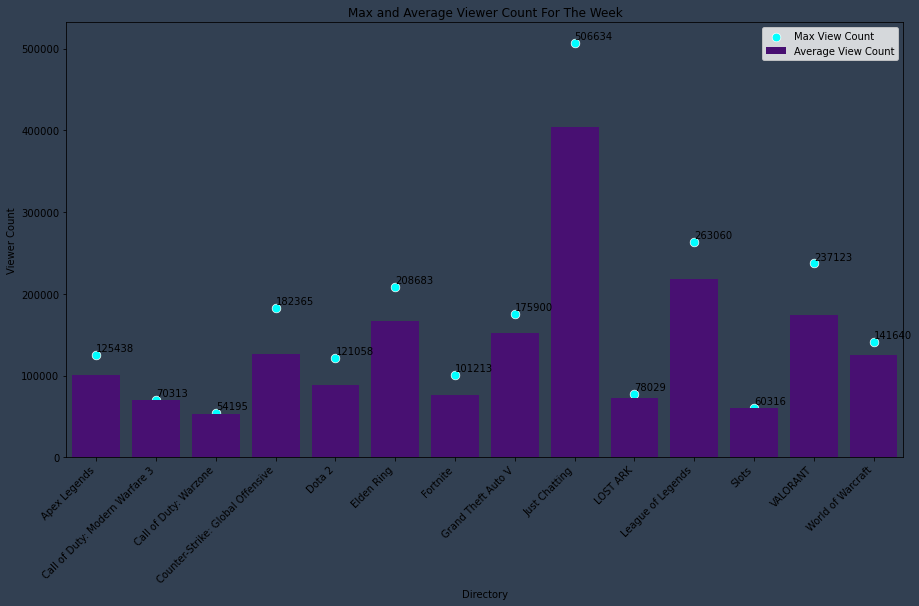 Max and Average Viewer Count For The Week
Max View Count
Average View Count
Viewer Count
500000
400000
300000
200000
100000
0
125438
70313
54195
182365
121058
208683
101213
175900
506634
78029
263060
60316
237123
141640
Apex Legends
Call of Duty: Modern Warfare 3
Call of Duty: Warzone
Counter-Strike: Global Offensive
Dota 2
Elden Ring
Fortnite
Grand Theft Auto V
Just Chatting
LOST ARK
League of Legends
Slots
VALORANT
World of Warcraft
Directory